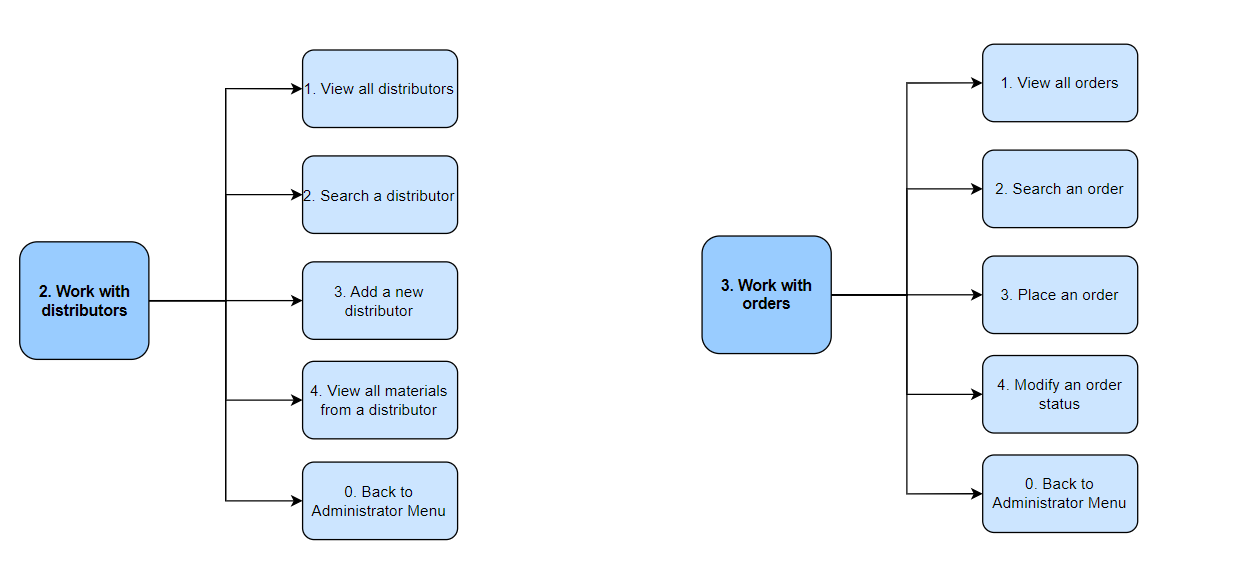 1. View all distributors
2. Search a distributor
2. Work with
distributors
3. Add a new
distributor
4. View all materials
from a distributor
0. Back to
Administrator Menu
1. View all orders
2. Search an order
3. Work with
orders
3. Place an order
4. Modify an order
status
0. Back to
Administrator Menu